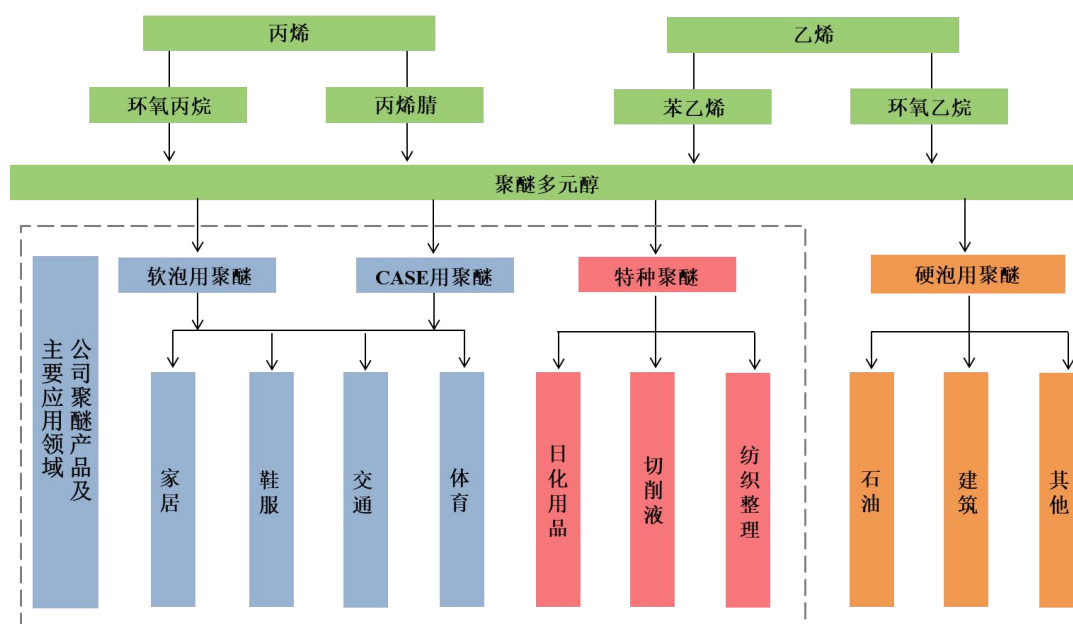 丙烯
乙烯
环氧丙烷
丙烯腈
苯乙烯
环氧乙烷
聚醚多元醇
软泡用聚醚
CASE用聚醚
特种聚醚
硬泡用聚醚
公司聚醚产品及
主要应用领域
家居
鞋服
交通
体育
日化用品
切削液
纺织整理
石油
建筑
其他